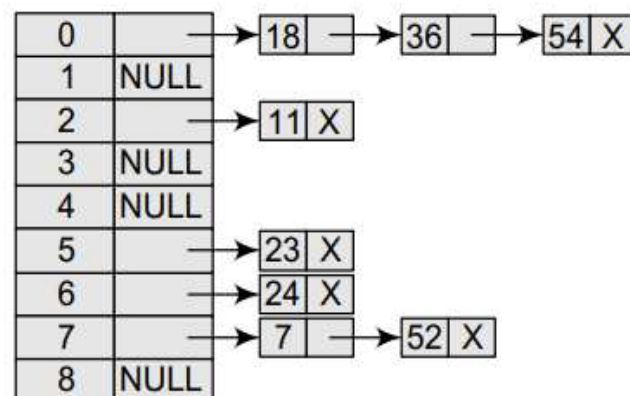 0 18 36 54 X
1 NULL
2 11 X
3 NULL
4 NULL
5 23 X
6 24 X
7 7 52 X
8 NULL